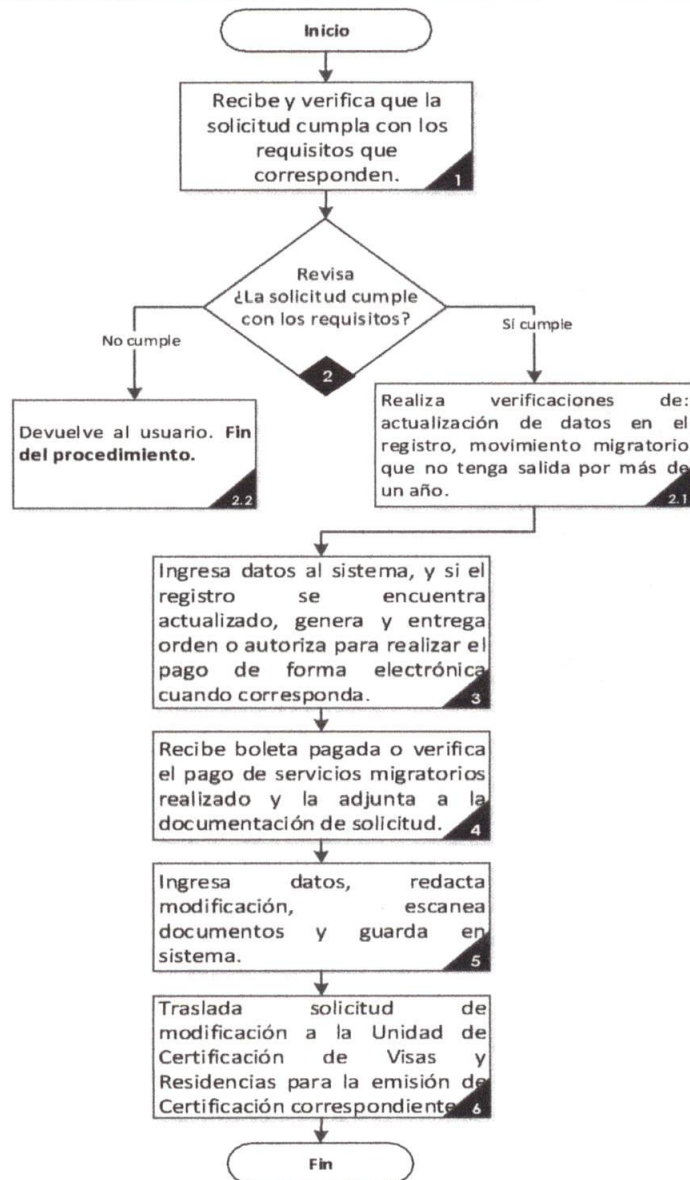 Inicio
Recibe y verifica que la
solicitud cumpla con los
requisitos que
corresponden.
1
Revisa
¿La solicitud cumple
con los requisitos?
2
No cumple
Sí cumple
Devuelve al usuario. Fin
del procedimiento.
2.2
Realiza verificaciones de:
actualización de datos en el
registro, movimiento migratorio
que no tenga salida por más de
un año.
2.1
Ingresa datos al sistema, y si el
registro se encuentra
actualizado, genera y entrega
orden o autoriza para realizar el
pago de forma electrónica
cuando corresponda.
3
Recibe boleta pagada o verifica
el pago de servicios migratorios
realizado y la adjunta a la
documentación de solicitud.
4
Ingresa datos, redacta
modificación, escanea
documentos y guarda en
sistema.
5
Traslada solicitud de
modificación a la Unidad de
Certificación de Visas y
Residencias para la emisión de
Certificación correspondiente
6
Fin